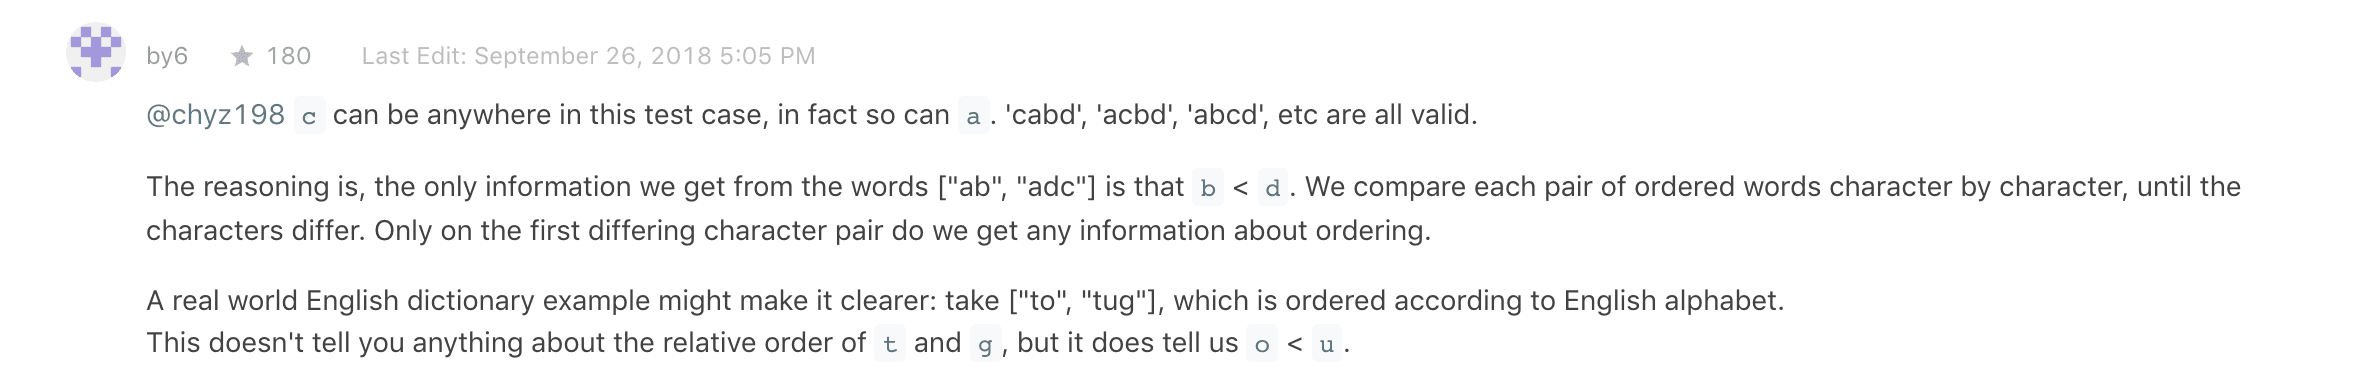 by6 ★ 180 Last Edit: September 26, 2018 5:05 PM
@chyz198 c can be anywhere in this test case, in fact so can a. 'cabd', 'acbd', 'abcd', etc are all valid.
The reasoning is, the only information we get from the words ["ab", "adc"] is that b < d. We compare each pair of ordered words character by character, until the
characters differ. Only on the first differing character pair do we get any information about ordering.
A real world English dictionary example might make it clearer: take ["to", "tug"], which is ordered according to English alphabet.
This doesn't tell you anything about the relative order of t and g, but it does tell us o < u.